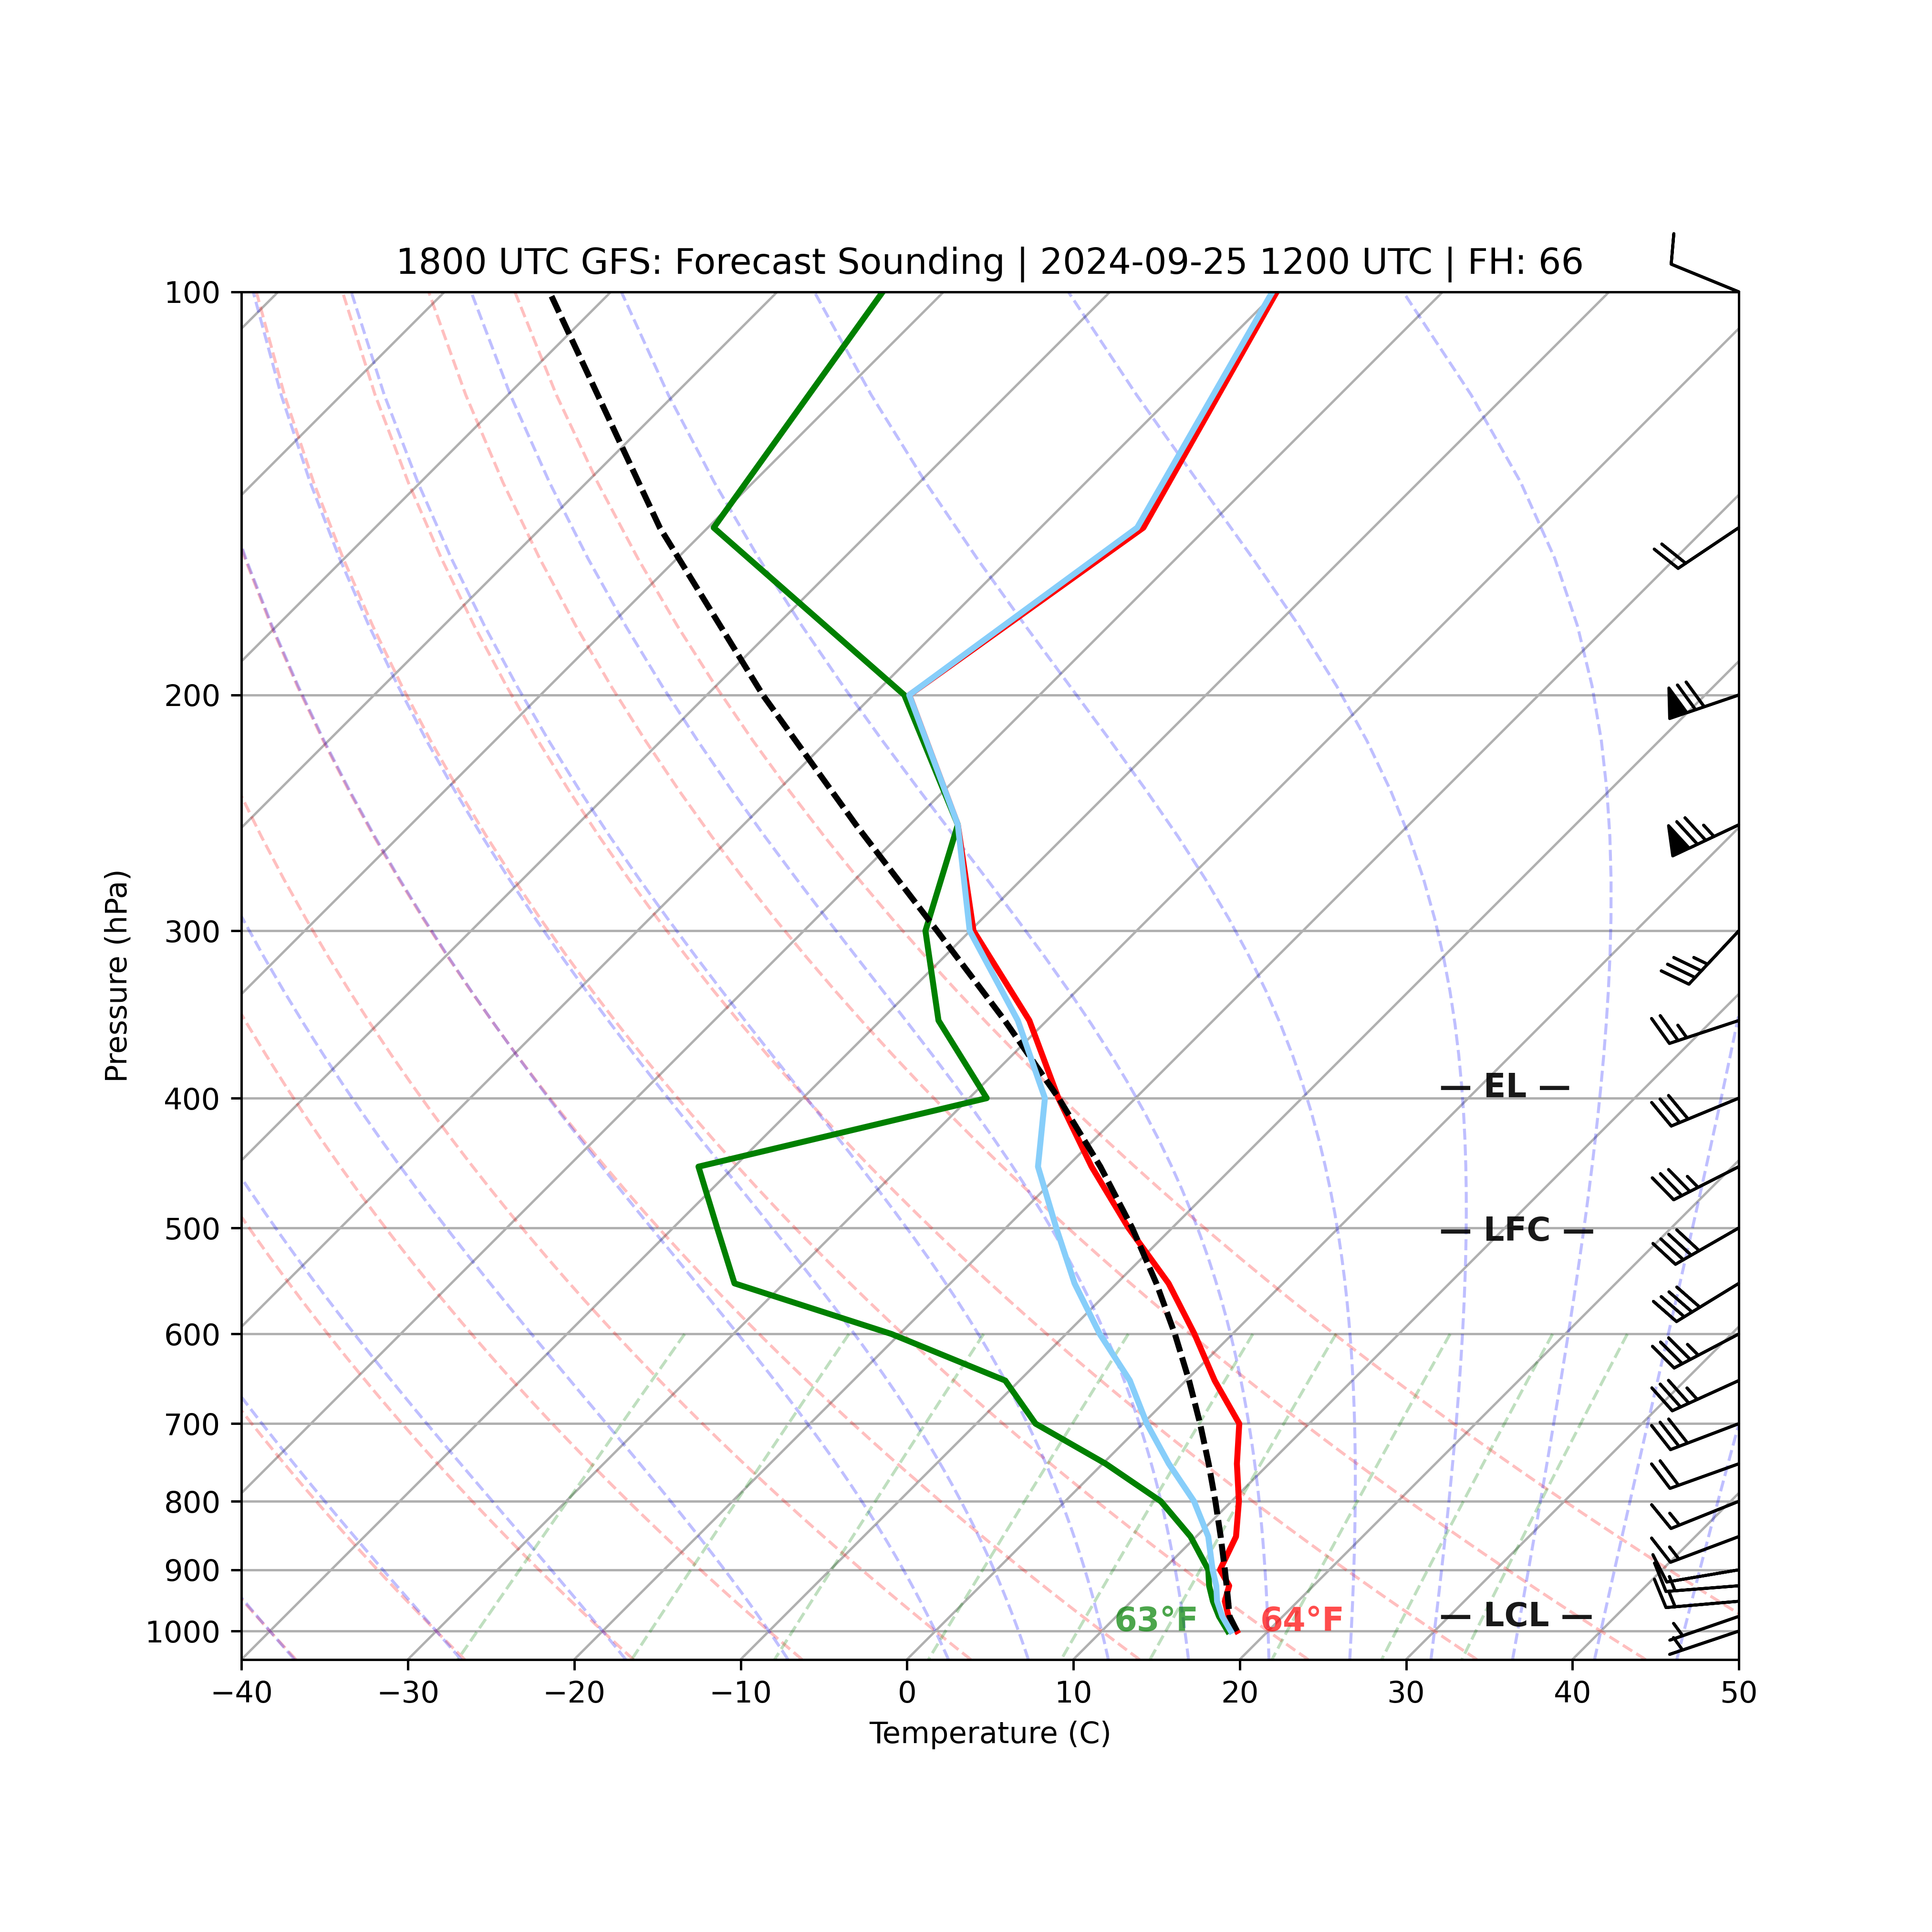 1800 UTC GFS: Forecast Sounding | 2024-09-25 1200 UTC | FH: 66
100
200
300
400
500
600
700
800
900
1000
Pressure (hPa)
— EL —
— LFC —
— LCL —
63°F
64°F
−40
−30
−20
−10
0
10
20
30
40
50
Temperature (C)